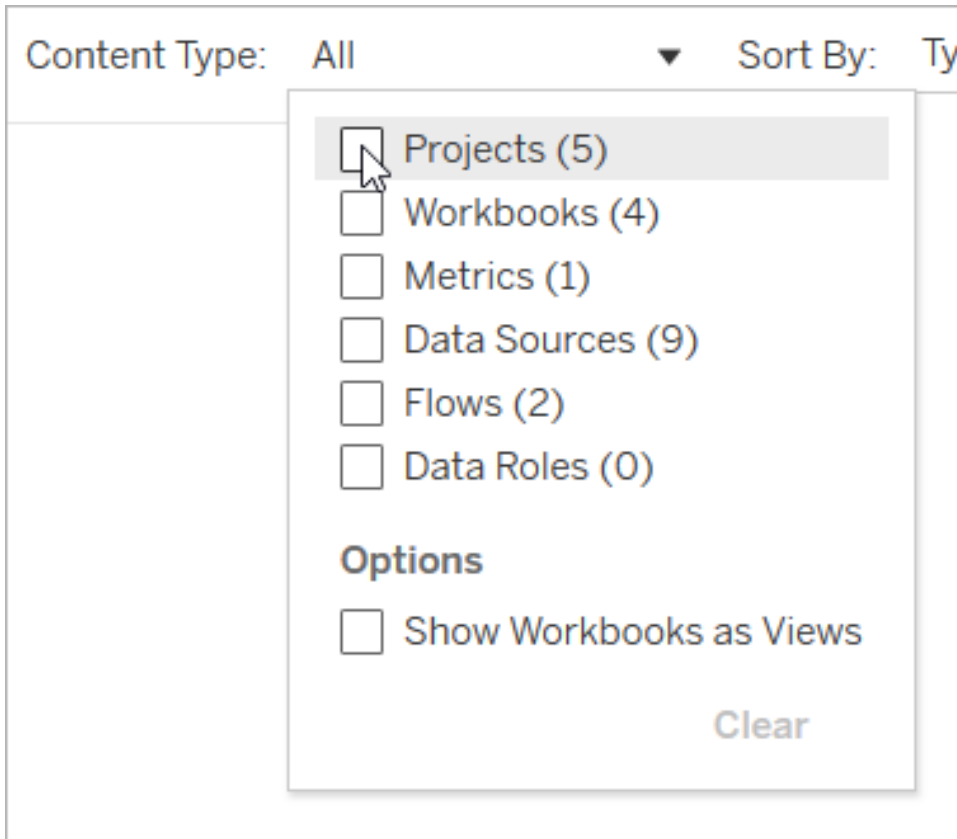 Content Type: All Sort By: Ty
Projects (5)
Workbooks (4)
Metrics (1)
Data Sources (9)
Flows (2)
Data Roles (0)
Options
Show Workbooks as Views
Clear